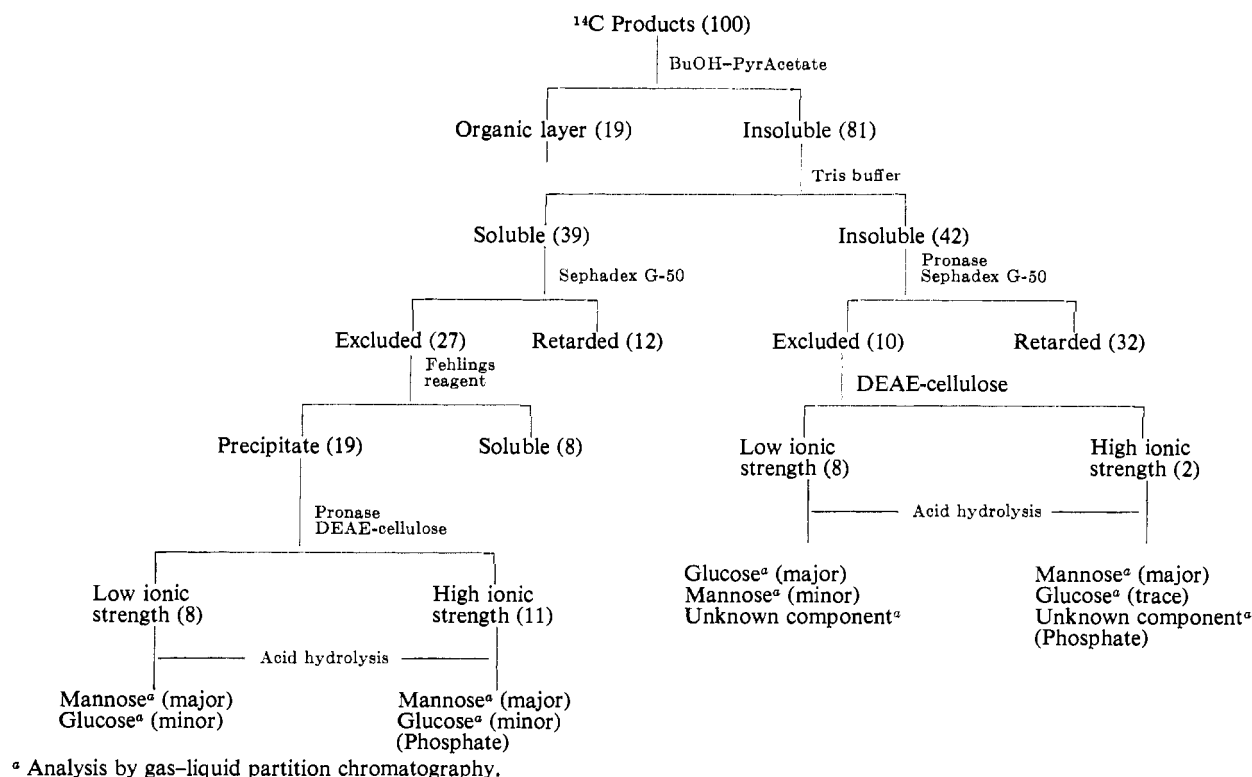 ¹⁴C Products (100)
BuOH–PyrAcetate
Organic layer (19)
Insoluble (81)
Tris buffer
Soluble (39)
Insoluble (42)
Sephadex G-50
Pronase
Sephadex G-50
Excluded (27)
Retarded (12)
Excluded (10)
Retarded (32)
Fehlings
reagent
DEAE-cellulose
Precipitate (19)
Soluble (8)
Low ionic
strength (8)
High ionic
strength (2)
Pronase
DEAE-cellulose
Acid hydrolysis
Low ionic
strength (8)
High ionic
strength (11)
Glucoseᵃ (major)
Mannoseᵃ (minor)
Unknown componentᵃ
Mannoseᵃ (major)
Glucoseᵃ (trace)
Unknown componentᵃ
(Phosphate)
Acid hydrolysis
Mannoseᵃ (major)
Glucoseᵃ (minor)
Mannoseᵃ (major)
Glucoseᵃ (minor)
(Phosphate)
ᵃ Analysis by gas–liquid partition chromatography.